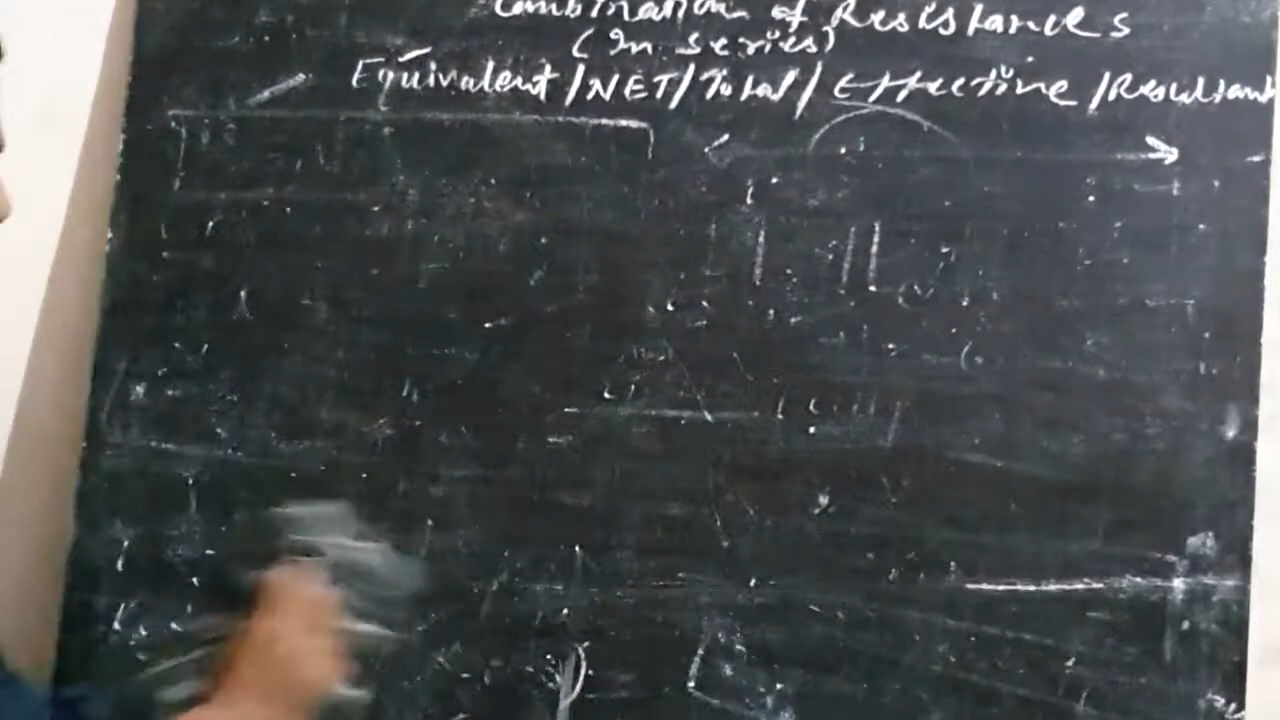 Combination of Resistances
(In series)
Equivalent/NET/Total/Effective/Resultant